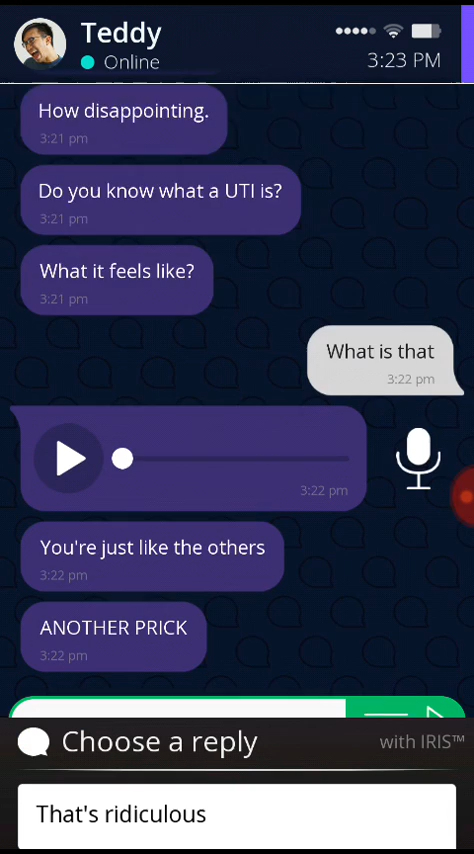 Teddy
Online
3:23 PM
How disappointing.
3:21 pm
Do you know what a UTI is?
3:21 pm
What it feels like?
3:21 pm
What is that
3:22 pm
3:22 pm
You're just like the others
3:22 pm
ANOTHER PRICK
3:22 pm
Choose a reply
with IRIS™
That's ridiculous